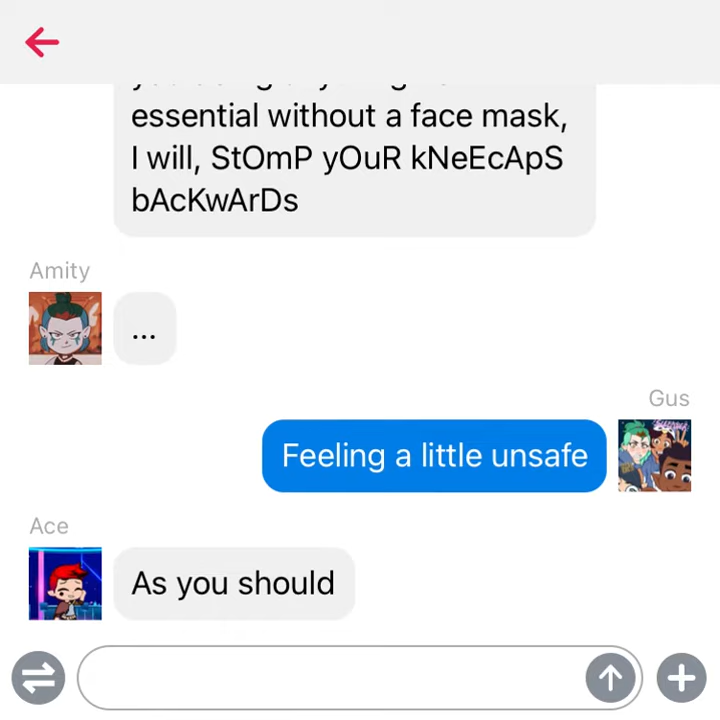 essential without a face mask,
I will, StOmP yOuR kNeEcApS
bAcKwArDs
Amity
...
Gus
Feeling a little unsafe
Ace
As you should